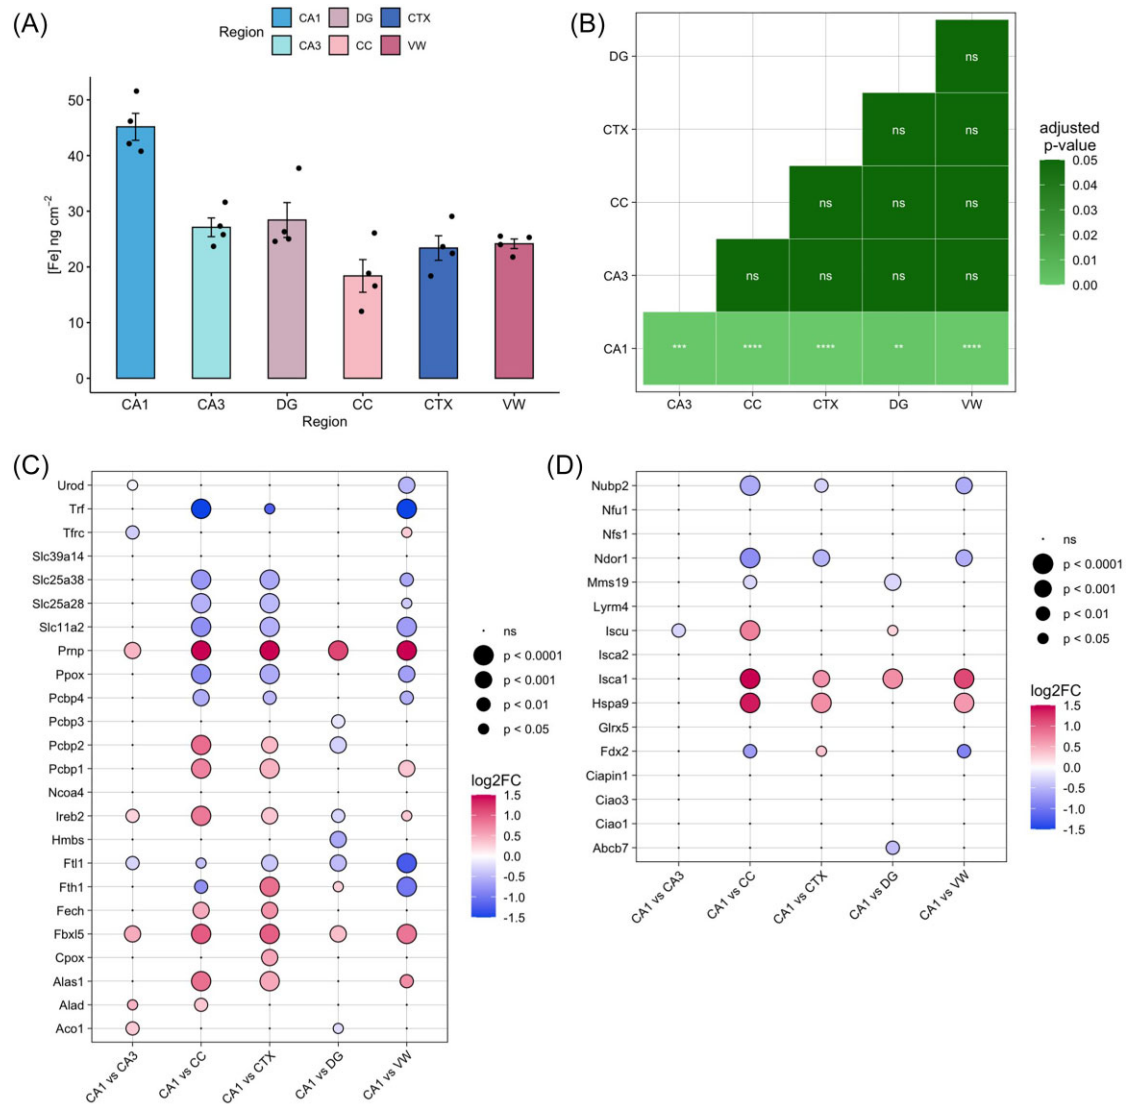 (A)
Region
CA1
DG
CTX
CA3
CC
VW
[Fe] ng cm⁻²
50
40
30
20
10
0
CA1
CA3
DG
CC
CTX
VW
Region
(B)
DG
ns
CTX
ns
ns
CC
ns
ns
ns
CA3
ns
ns
ns
ns
CA1
***
****
****
**
****
CA3
CC
CTX
DG
VW
adjusted
p-value
0.05
0.04
0.03
0.02
0.01
0.00
(C)
Urod
Trf
Tfrc
Slc39a14
Slc25a38
Slc25a28
Slc11a2
Prnp
Ppox
Pcbp4
Pcbp3
Pcbp2
Pcbp1
Ncoa4
Ireb2
Hmbs
Ftl1
Fth1
Fech
Fbxl5
Cpox
Alas1
Alad
Aco1
CA1 vs CA3
CA1 vs CC
CA1 vs CTX
CA1 vs DG
CA1 vs VW
ns
p < 0.0001
p < 0.001
p < 0.01
p < 0.05
log2FC
1.5
1.0
0.5
0.0
-0.5
-1.0
-1.5
(D)
Nubp2
Nfu1
Nfs1
Ndor1
Mms19
Lyrm4
Iscu
Isca2
Isca1
Hspa9
Glrx5
Fdx2
Ciapin1
Ciao3
Ciao1
Abcb7
CA1 vs CA3
CA1 vs CC
CA1 vs CTX
CA1 vs DG
CA1 vs VW
ns
p < 0.0001
p < 0.001
p < 0.01
p < 0.05
log2FC
1.5
1.0
0.5
0.0
-0.5
-1.0
-1.5